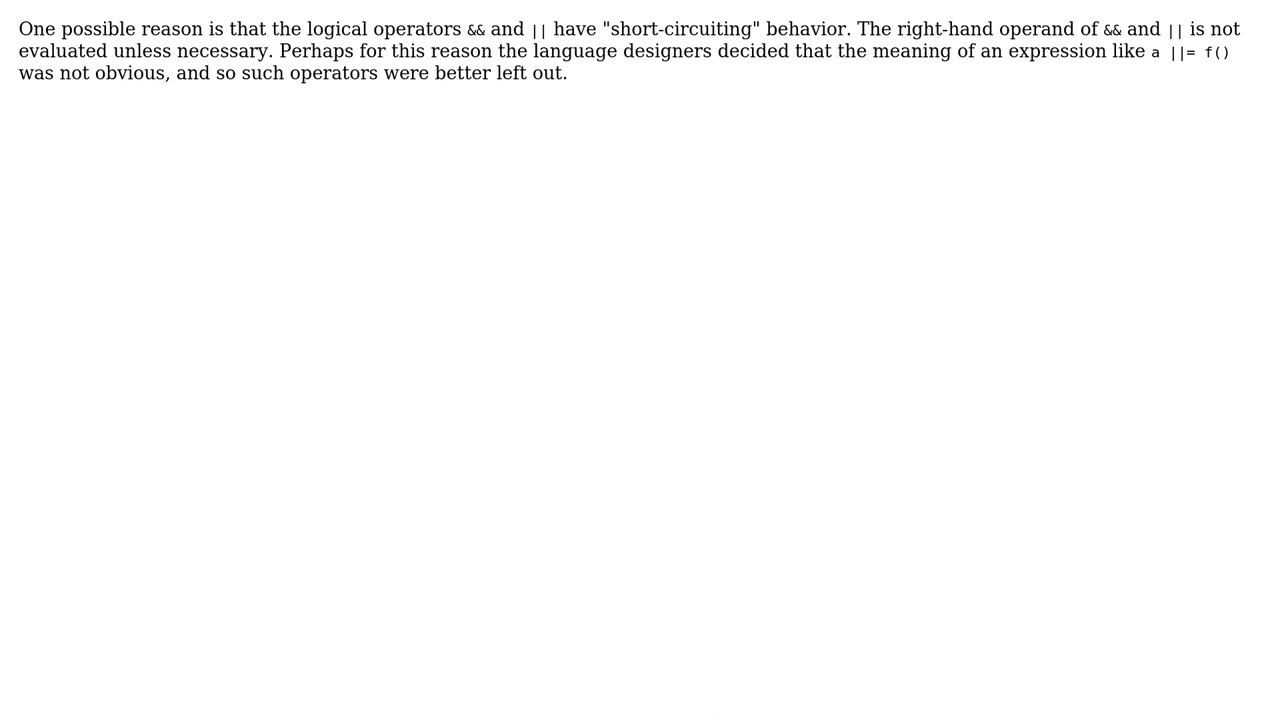 One possible reason is that the logical operators && and || have "short-circuiting" behavior. The right-hand operand of && and || is not
evaluated unless necessary. Perhaps for this reason the language designers decided that the meaning of an expression like a ||= f()
was not obvious, and so such operators were better left out.